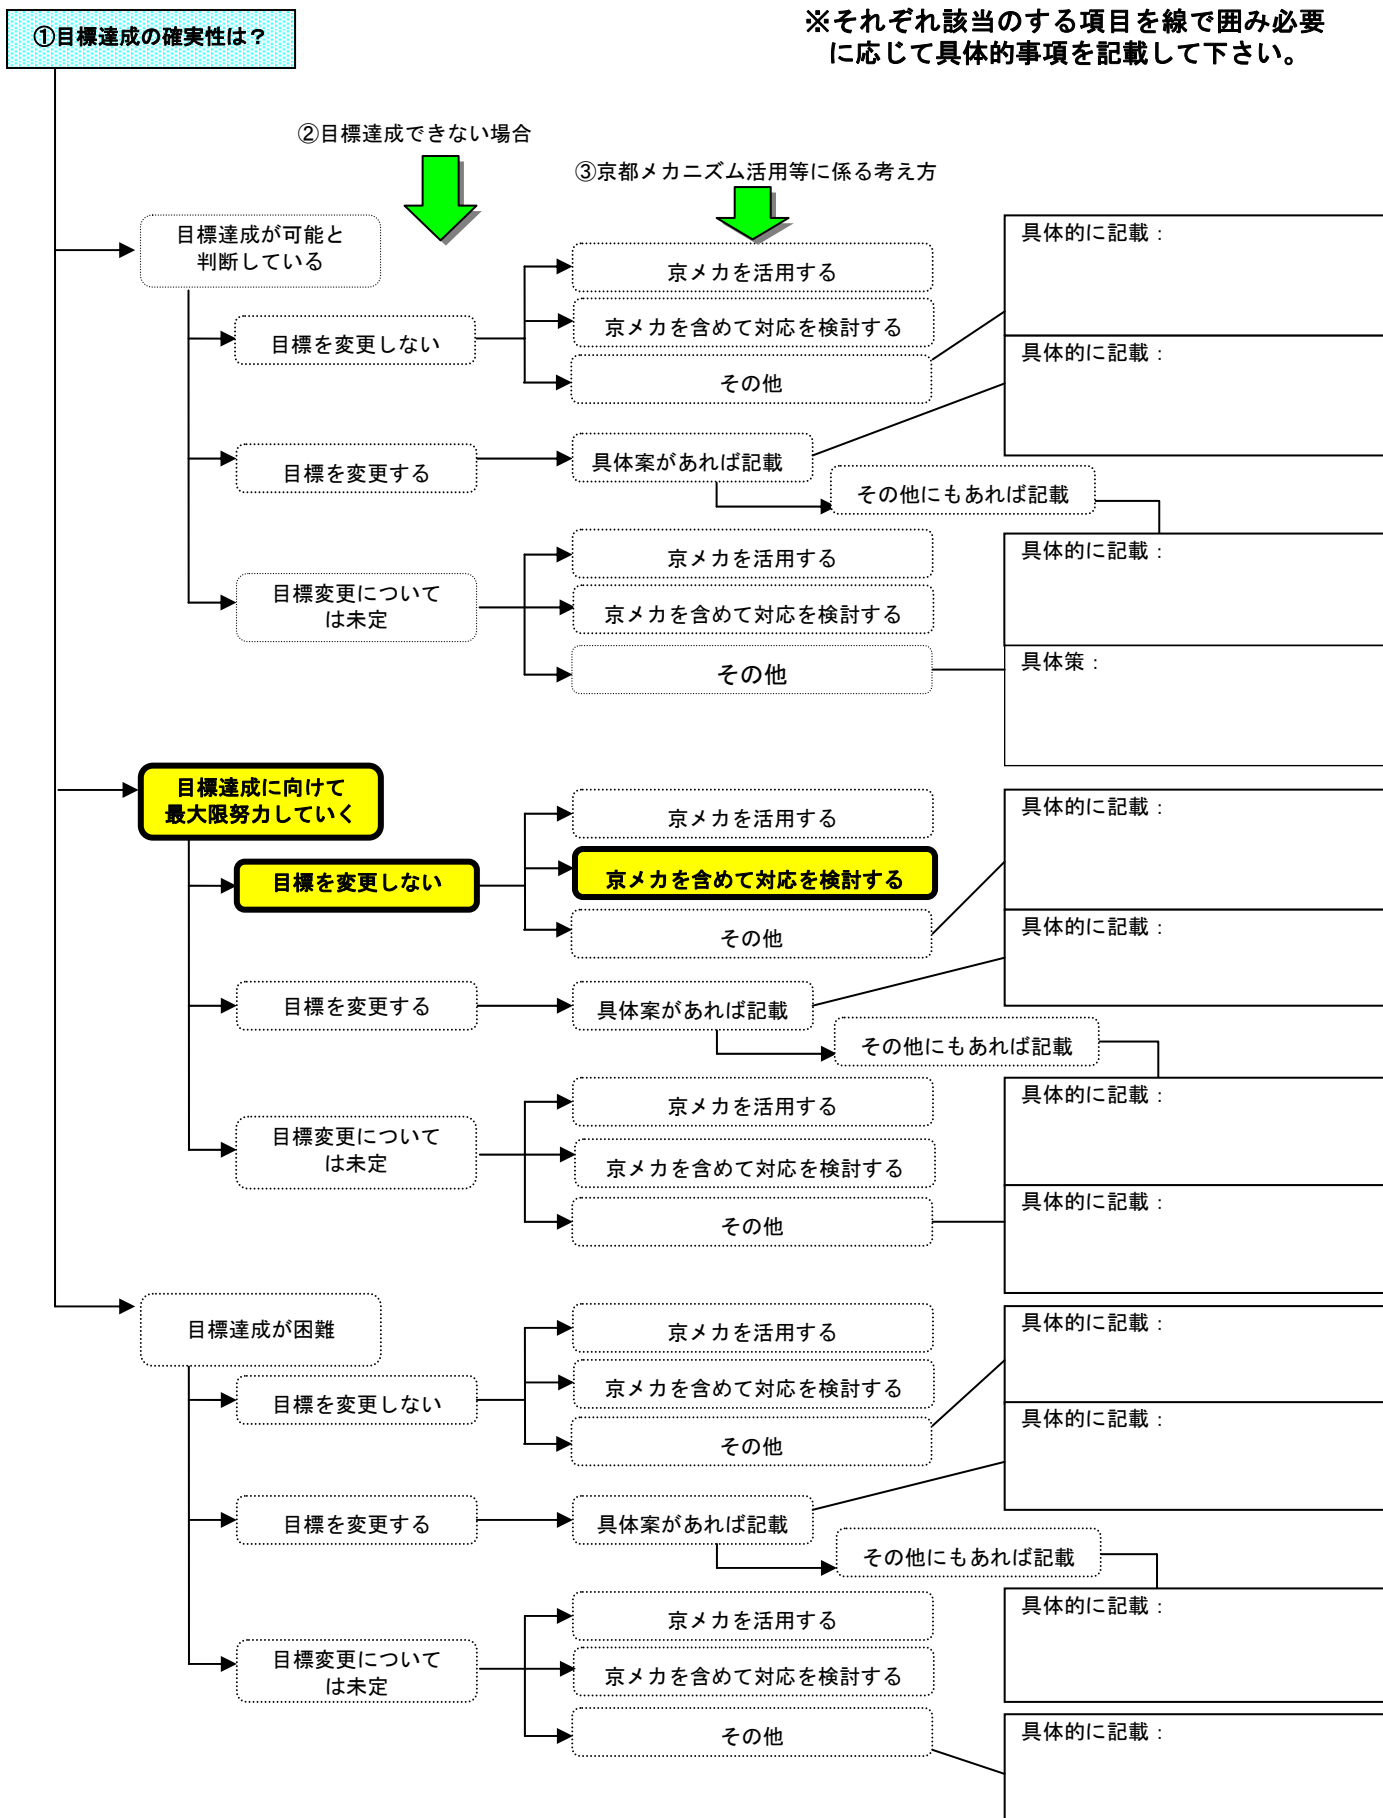 ①目標達成の確実性は？
※それぞれ該当のする項目を線で囲み必要
に応じて具体的事項を記載して下さい。
②目標達成できない場合
③京都メカニズム活用等に係る考え方
目標達成が可能と
判断している
目標を変更しない
京メカを活用する
京メカを含めて対応を検討する
その他
具体的に記載：
具体的に記載：
目標を変更する
具体案があれば記載
その他にもあれば記載
目標変更について
は未定
京メカを活用する
京メカを含めて対応を検討する
その他
具体的に記載：
具体策：
目標達成に向けて
最大限努力していく
目標を変更しない
京メカを活用する
京メカを含めて対応を検討する
その他
具体的に記載：
具体的に記載：
目標を変更する
具体案があれば記載
その他にもあれば記載
目標変更について
は未定
京メカを活用する
京メカを含めて対応を検討する
その他
具体的に記載：
具体的に記載：
目標達成が困難
目標を変更しない
京メカを活用する
京メカを含めて対応を検討する
その他
具体的に記載：
具体的に記載：
目標を変更する
具体案があれば記載
その他にもあれば記載
目標変更について
は未定
京メカを活用する
京メカを含めて対応を検討する
その他
具体的に記載：
具体的に記載：